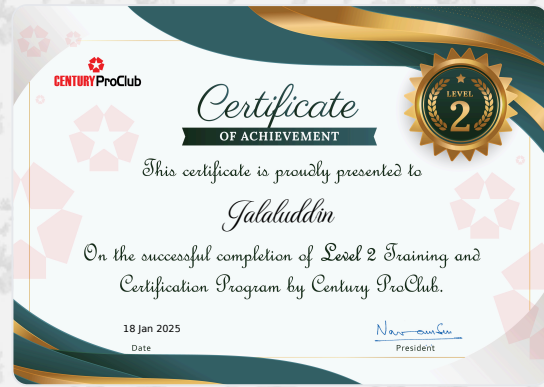 CENTURY ProClub
Certificate
OF ACHIEVEMENT
LEVEL
2
This certificate is proudly presented to
Jalaluddin
On the successful completion of Level 2 Training and
Certification Program by Century ProClub.
18 Jan 2025
Date
President